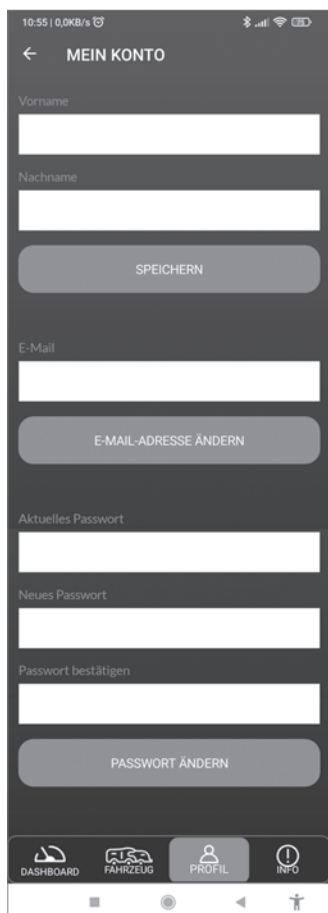 10:55 | 0,0KB/s
MEIN KONTO
Vorname
Nachname
SPEICHERN
E-Mail
E-MAIL-ADRESSE ÄNDERN
Aktuelles Passwort
Neues Passwort
Passwort bestätigen
PASSWORT ÄNDERN
DASHBOARD FAHRZEUG PROFIL INFO